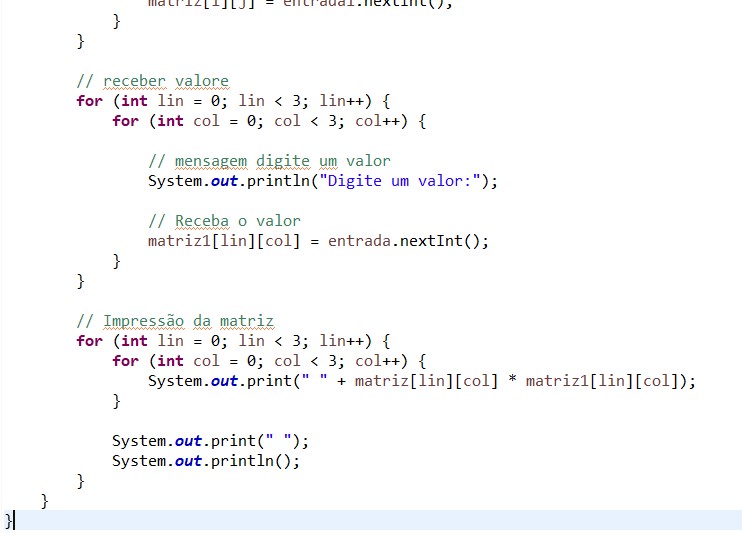 matriz[i][j] = entrada1.nextInt();
}
}
// receber valore
for (int lin = 0; lin < 3; lin++) {
for (int col = 0; col < 3; col++) {
// mensagem digite um valor
System.out.println("Digite um valor:");
// Receba o valor
matriz1[lin][col] = entrada.nextInt();
}
}
// Impressão da matriz
for (int lin = 0; lin < 3; lin++) {
for (int col = 0; col < 3; col++) {
System.out.print(" " + matriz[lin][col] * matriz1[lin][col]);
}
System.out.print(" ");
System.out.println();
}
}
}